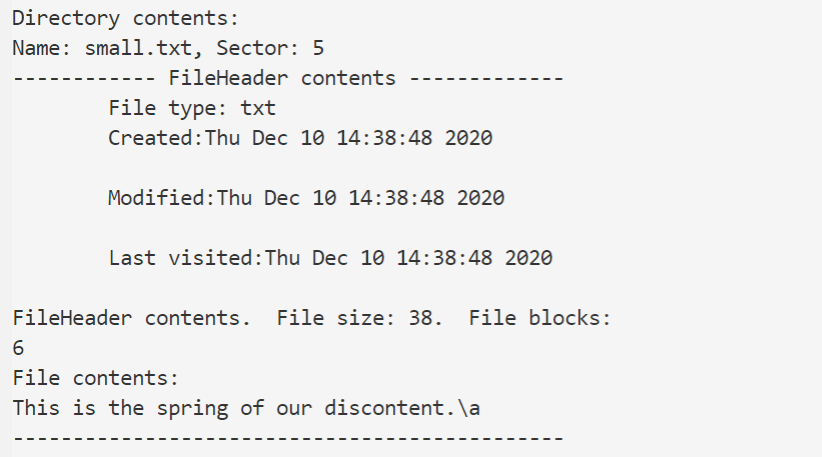 Directory contents:
Name: small.txt, Sector: 5
------------ FileHeader contents -------------
File type: txt
Created:Thu Dec 10 14:38:48 2020
Modified:Thu Dec 10 14:38:48 2020
Last visited:Thu Dec 10 14:38:48 2020
FileHeader contents.  File size: 38.  File blocks:
6
File contents:
This is the spring of our discontent.\a
----------------------------------------------